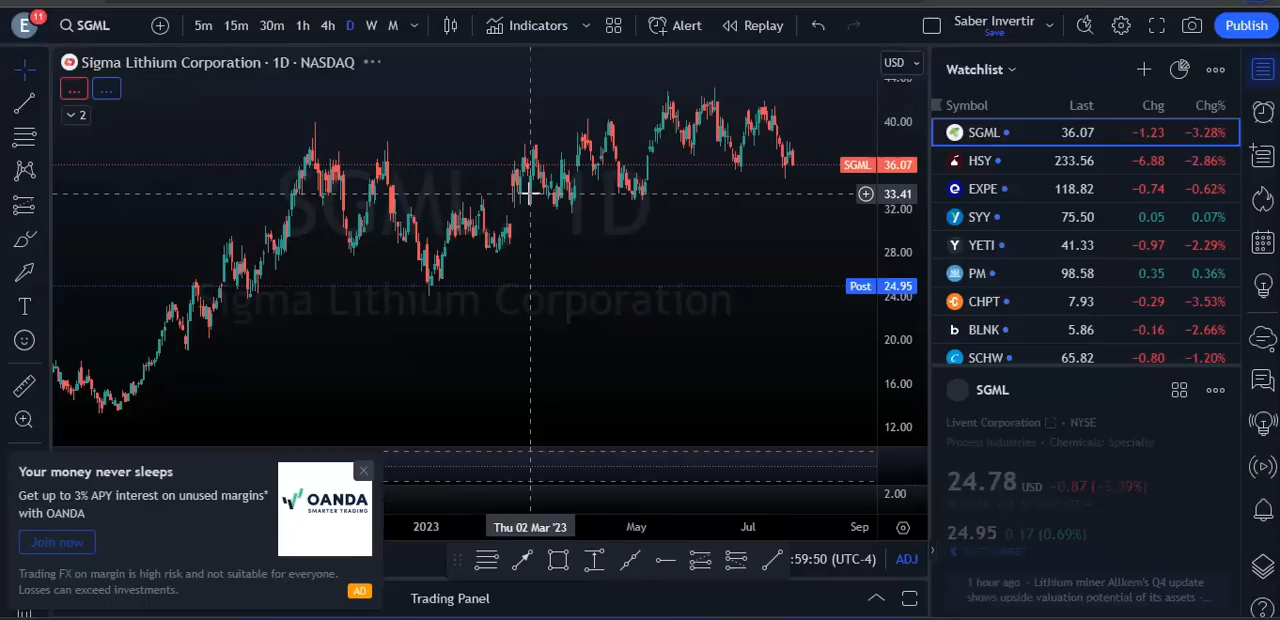 E
11
SGML
5m 15m 30m 1h 4h D W M
Indicators
Alert
Replay
Saber Invertir
Save
Publish
Sigma Lithium Corporation · 1D · NASDAQ
USD
...
...
2
SGML, 1D
Sigma Lithium Corporation
44.00
40.00
SGML 36.07
33.41
32.00
28.00
Post 24.95
24.00
20.00
16.00
12.00
2.00
2023
Thu 02 Mar '23
May
Jul
Sep
:59:50 (UTC-4)
ADJ
Trading Panel
Your money never sleeps
Get up to 3% APY interest on unused margins*
with OANDA
Join now
Trading FX on margin is high risk and not suitable for everyone.
Losses can exceed investments.
AD
OANDA
SMARTER TRADING
Watchlist
Symbol Last Chg Chg%
SGML 36.07 −1.23 −3.28%
HSY 233.56 −6.88 −2.86%
EXPE 118.82 −0.74 −0.62%
SYY 75.50 0.05 0.07%
YETI 41.33 −0.97 −2.29%
PM 98.58 0.35 0.36%
CHPT 7.93 −0.29 −3.53%
BLNK 5.86 −0.16 −2.66%
SCHW 65.82 −0.80 −1.20%
SGML
Livent Corporation · NYSE
Process Industries · Chemicals: Specialty
24.78 USD −0.87 (−3.39%)
24.95 0.17 (0.69%)
1 hour ago · Lithium miner Allkem's Q4 update
shows upside valuation potential of its assets -...